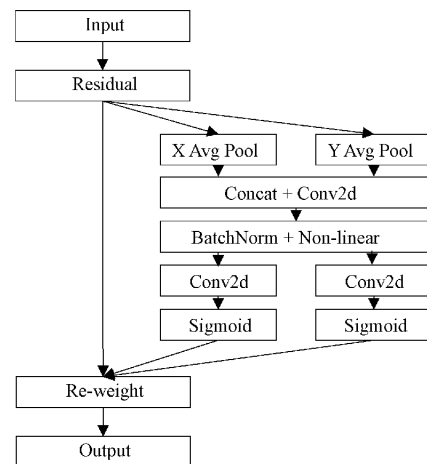 Input
Residual
X Avg Pool
Y Avg Pool
Concat + Conv2d
BatchNorm + Non-linear
Conv2d
Conv2d
Sigmoid
Sigmoid
Re-weight
Output